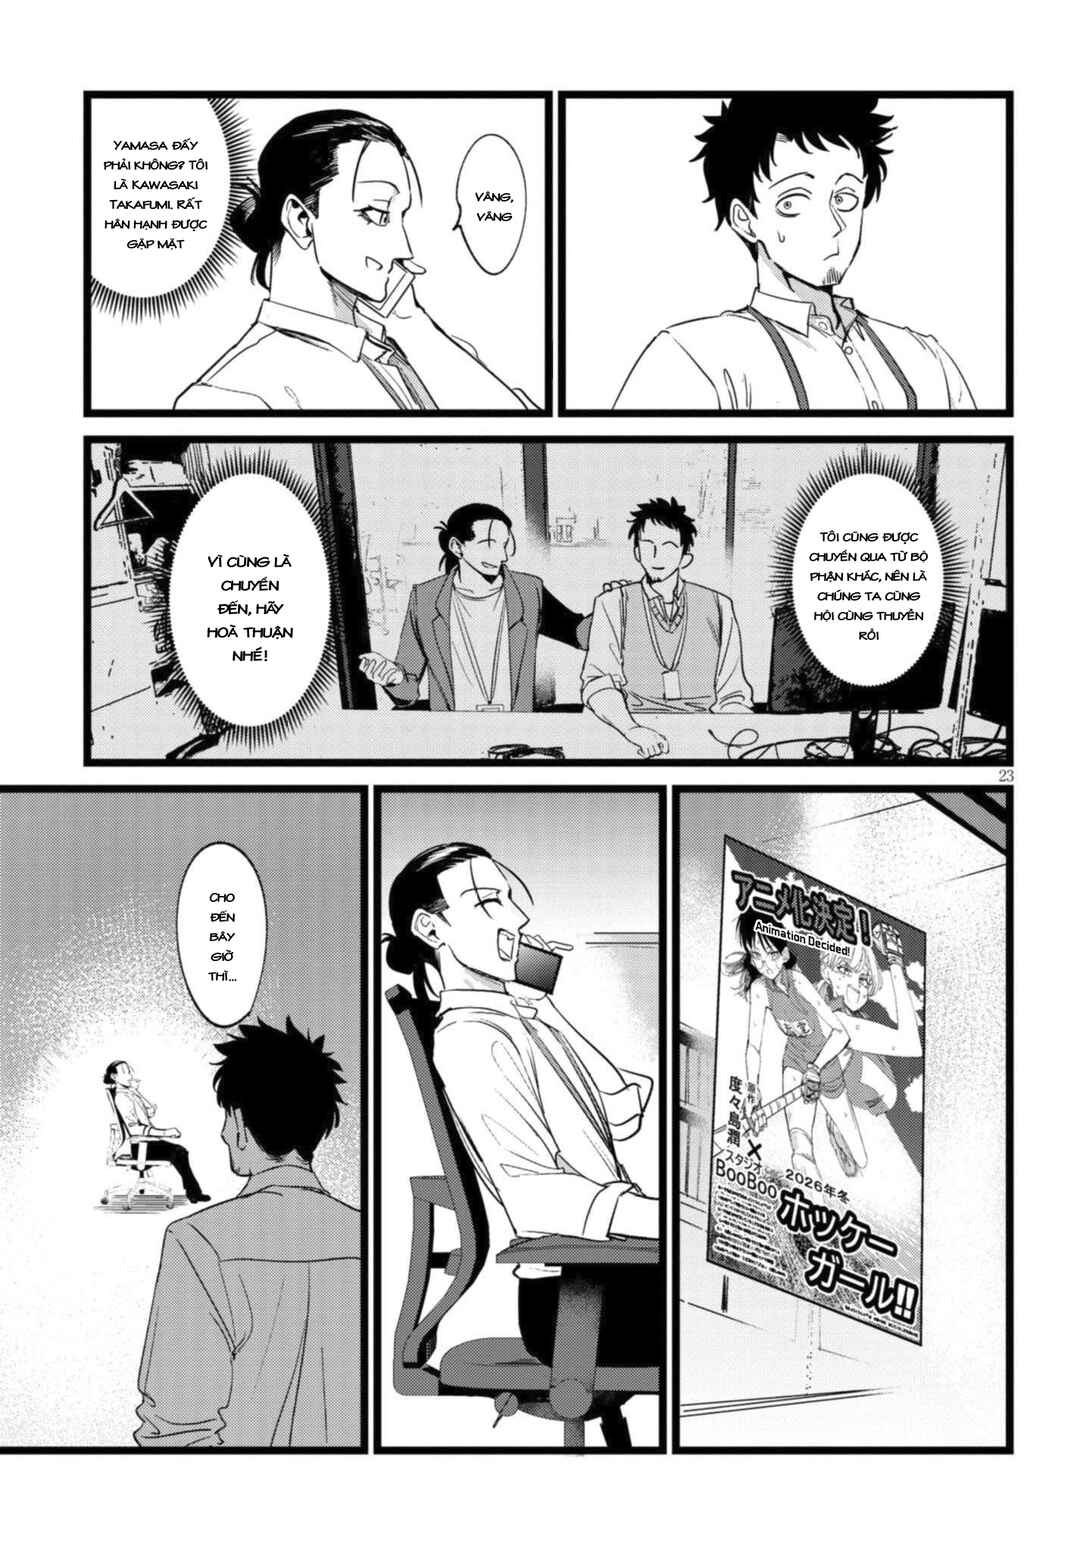 VÂNG,
VÂNG
YAMASA ĐẤY
PHẢI KHÔNG? TÔI
LÀ KAWASAKI
TAKAFUMI. RẤT
HÂN HẠNH ĐƯỢC
GẶP MẶT
TÔI CŨNG ĐƯỢC
CHUYỂN QUA TỪ BỘ
PHẬN KHÁC, NÊN LÀ
CHÚNG TA CÙNG
HỘI CÙNG THUYỀN
RỒI
VÌ CÙNG LÀ
CHUYỂN
ĐẾN, HÃY
HOÀ THUẬN
NHÉ!
23
アニメ化決定！
Animation Decided!
原作
度々島潤
×
スタジオ
BooBoo
2026年冬
ホッケー
ガール!!
CHO
ĐẾN
BÂY
GIỜ
THÌ...